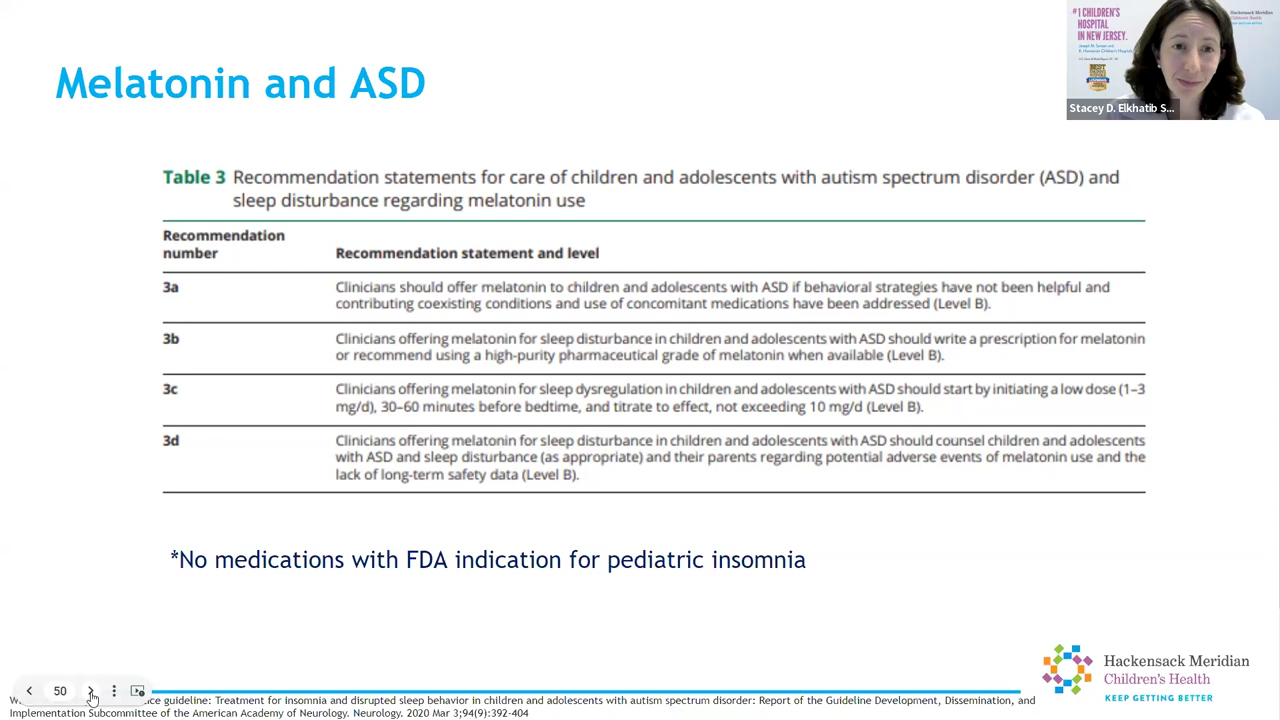 Melatonin and ASD
#1 CHILDREN'S
HOSPITAL
IN NEW JERSEY.
Hackensack Meridian
Children's Health
BEST
Stacey D. Elkhatib S...
Table 3 Recommendation statements for care of children and adolescents with autism spectrum disorder (ASD) and
sleep disturbance regarding melatonin use
Recommendation
number
Recommendation statement and level
3a
Clinicians should offer melatonin to children and adolescents with ASD if behavioral strategies have not been helpful and
contributing coexisting conditions and use of concomitant medications have been addressed (Level B).
3b
Clinicians offering melatonin for sleep disturbance in children and adolescents with ASD should write a prescription for melatonin
or recommend using a high-purity pharmaceutical grade of melatonin when available (Level B).
3c
Clinicians offering melatonin for sleep dysregulation in children and adolescents with ASD should start by initiating a low dose (1–3
mg/d), 30–60 minutes before bedtime, and titrate to effect, not exceeding 10 mg/d (Level B).
3d
Clinicians offering melatonin for sleep disturbance in children and adolescents with ASD should counsel children and adolescents
with ASD and sleep disturbance (as appropriate) and their parents regarding potential adverse events of melatonin use and the
lack of long-term safety data (Level B).
*No medications with FDA indication for pediatric insomnia
Hackensack Meridian
Children's Health
KEEP GETTING BETTER
50
guideline: Treatment for insomnia and disrupted sleep behavior in children and adolescents with autism spectrum disorder: Report of the Guideline Development, Dissemination, and
Implementation Subcommittee of the American Academy of Neurology. Neurology. 2020 Mar 3;94(9):392-404